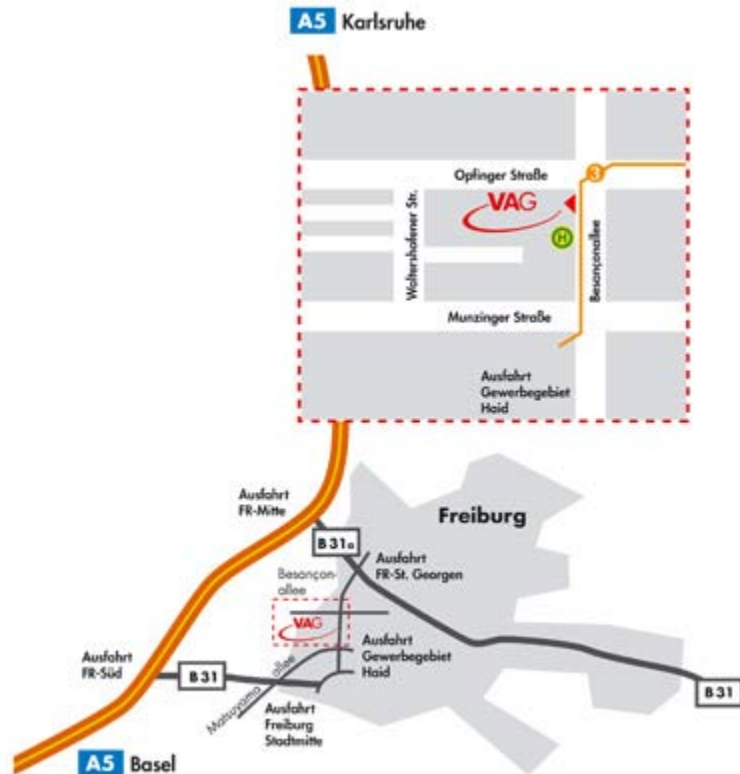 A5 Karlsruhe
Opfinger Straße
3
VAG
H
Waltershofener Str.
Besançonallee
Munzinger Straße
Ausfahrt
Gewerbegebiet
Haid
Ausfahrt
FR-Mitte
Freiburg
B 31a
Ausfahrt
FR-St. Georgen
Besançon-
allee
VAG
Ausfahrt
Gewerbegebiet
Haid
Ausfahrt
FR-Süd
B 31
Matsuyama allee
Ausfahrt
Freiburg
Stadtmitte
B 31
A5 Basel